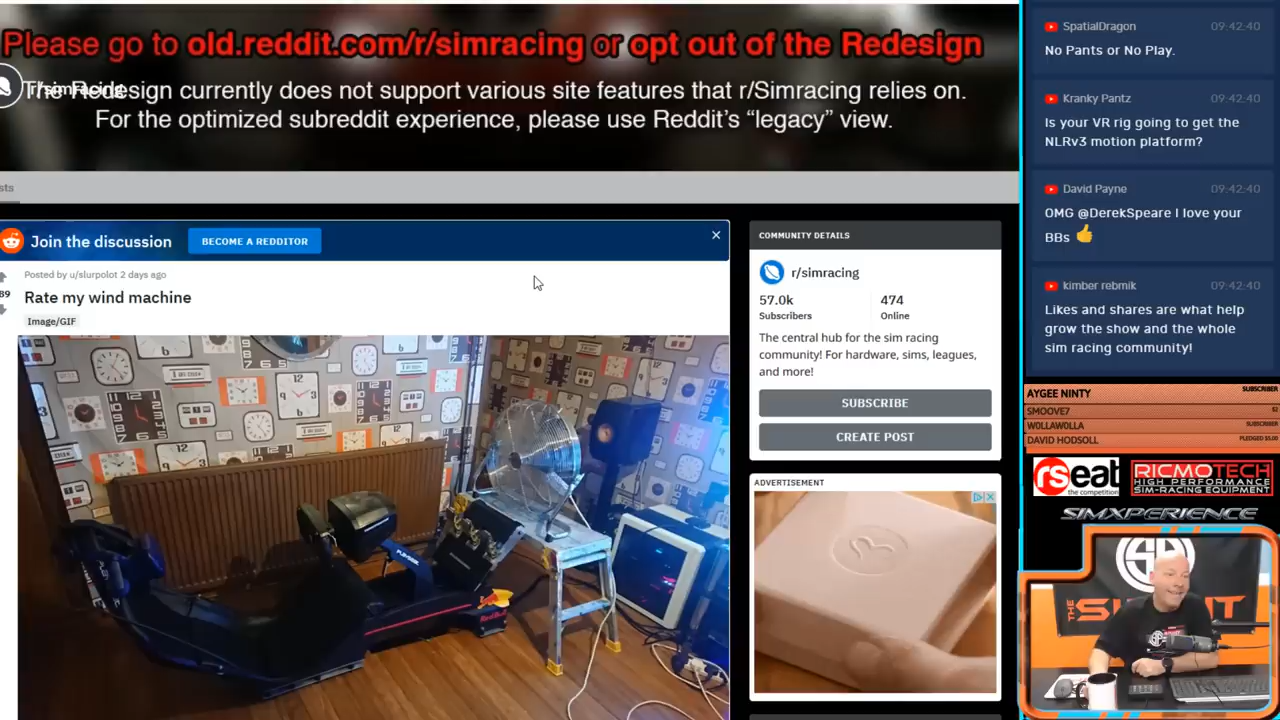 Please go to old.reddit.com/r/simracing or opt out of the Redesign
r/simracing
The Redesign currently does not support various site features that r/Simracing relies on.
For the optimized subreddit experience, please use Reddit's "legacy" view.
sts
Join the discussion
BECOME A REDDITOR
Posted by u/slurpolot 2 days ago
89
Rate my wind machine
Image/GIF
COMMUNITY DETAILS
r/simracing
57.0k
474
Subscribers
Online
The central hub for the sim racing
community! For hardware, sims, leagues,
and more!
SUBSCRIBE
CREATE POST
ADVERTISEMENT
SpatialDragon 09:42:40
No Pants or No Play.
Kranky Pantz 09:42:40
Is your VR rig going to get the
NLRv3 motion platform?
David Payne 09:42:40
OMG @DerekSpeare I love your
BBs 👍
kimber rebmik 09:42:40
Likes and shares are what help
grow the show and the whole
sim racing community!
AYGEE NINTY SUBSCRIBER
SMOOVE7
W0LLAW0LLA SUBSCRIBER
DAVID HODSOLL PLEDGED $5.00
rseat
the competition
RICMOTECH
HIGH PERFORMANCE
SIM-RACING EQUIPMENT
SIMXPERIENCE
THE